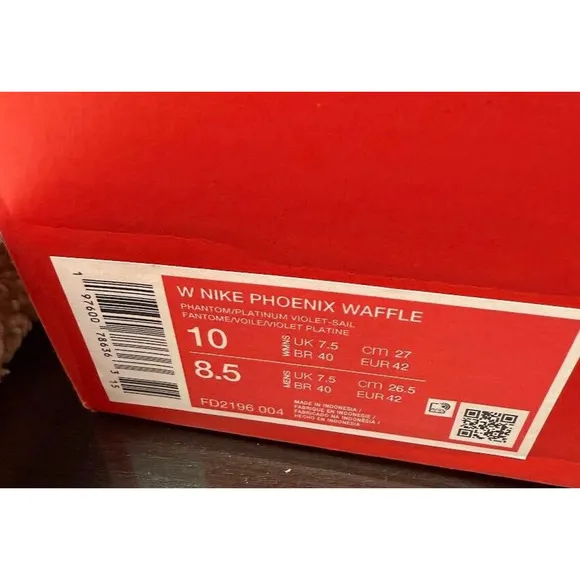 W NIKE PHOENIX WAFFLE
PHANTOM/PLATINUM VIOLET-SAIL
FANTOME/VOILE/VIOLET PLATINE
10 WMNS UK 7.5 cm 27
BR 40 EUR 42
8.5 MENS UK 7.5 cm 26.5
BR 40 EUR 42
FD2196 004
MADE IN INDONESIA /
FABRIQUE EN INDONESIE /
FABRICADO NA INDONESIA /
HECHO EN INDONESIA
1 97600 78636 315